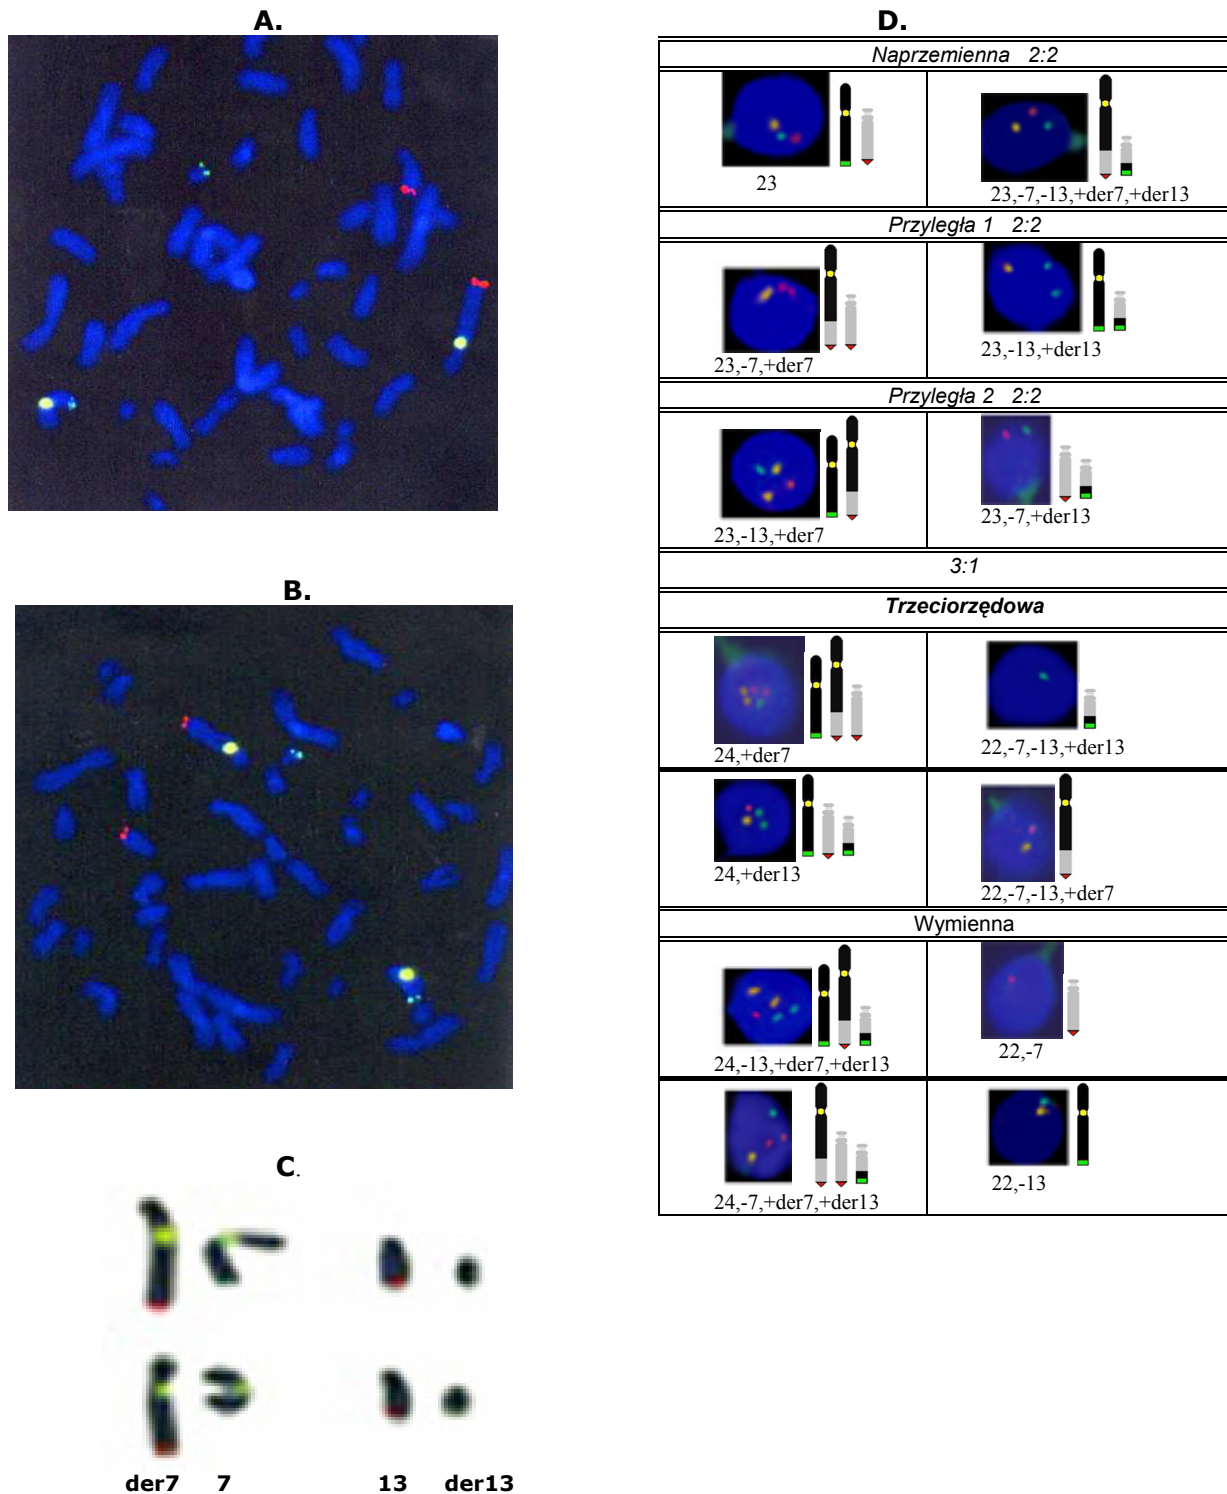 A.
B.
C.
der7 7 13 der13
D.
Naprzemienna 2:2
23
23,-7,-13,+der7,+der13
Przyległa 1 2:2
23,-7,+der7
23,-13,+der13
Przyległa 2 2:2
23,-13,+der7
23,-7,+der13
3:1
Trzeciorzędowa
24,+der7
22,-7,-13,+der13
24,+der13
22,-7,-13,+der7
Wymienna
24,-13,+der7,+der13
22,-7
24,-7,+der7,+der13
22,-13